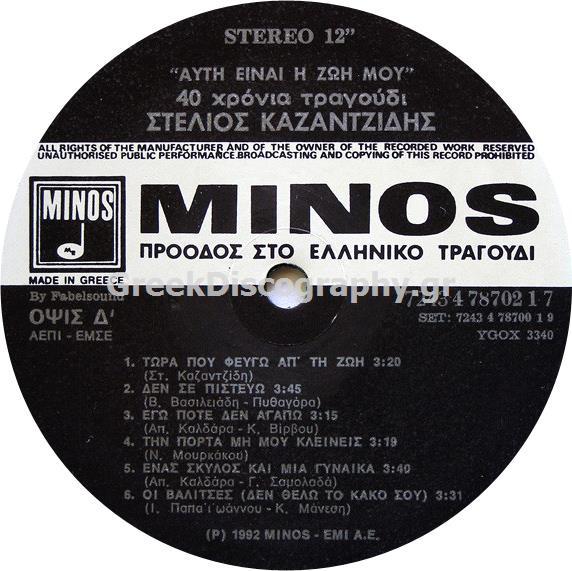 STEREO 12"
"ΑΥΤΗ ΕΙΝΑΙ Η ΖΩΗ ΜΟΥ"
40 χρόνια τραγούδι
ΣΤΕΛΙΟΣ ΚΑΖΑΝΤΖΙΔΗΣ
ALL RIGHTS OF THE MANUFACTURER AND OF THE OWNER OF THE RECORDED WORK RESERVED
UNAUTHORISED PUBLIC PERFORMANCE.BROADCASTING AND COPYING OF THIS RECORD PROHIBITED
MINOS
ME
MINOS
ΠΡΟΟΔΟΣ ΣΤΟ ΕΛΛΗΝΙΚΟ ΤΡΑΓΟΥΔΙ
MADE IN GREECE
GreekDiscography.gr
By Fabelsound
7243 4 78702 1 7
ΟΨΙΣ Δ'
SET: 7243 4 78700 1 9
ΑΕΠΙ - ΕΜΣΕ
YGOX 3340
1. ΤΩΡΑ ΠΟΥ ΦΕΥΓΩ ΑΠ' ΤΗ ΖΩΗ 3:20
(Στ. Καζαντζίδη)
2. ΔΕΝ ΣΕ ΠΙΣΤΕΥΩ 3:45
(Β. Βασιλειάδη - Πυθαγόρα)
3. ΕΓΩ ΠΟΤΕ ΔΕΝ ΑΓΑΠΩ 3:15
(Απ. Καλδάρα - Κ. Βίρβου)
4. ΤΗΝ ΠΟΡΤΑ ΜΗ ΜΟΥ ΚΛΕΙΝΕΙΣ 3:19
(Ν. Μουρκάκου)
5. ΕΝΑΣ ΣΚΥΛΟΣ ΚΑΙ ΜΙΑ ΓΥΝΑΙΚΑ 3:40
(Απ. Καλδάρα - Γ. Σαμολαδά)
6. ΟΙ ΒΑΛΙΤΣΕΣ (ΔΕΝ ΘΕΛΩ ΤΟ ΚΑΚΟ ΣΟΥ) 3:31
(Ι. Παπαϊωάννου - Κ. Μάνεση)
(P) 1992 MINOS - EMI A.E.